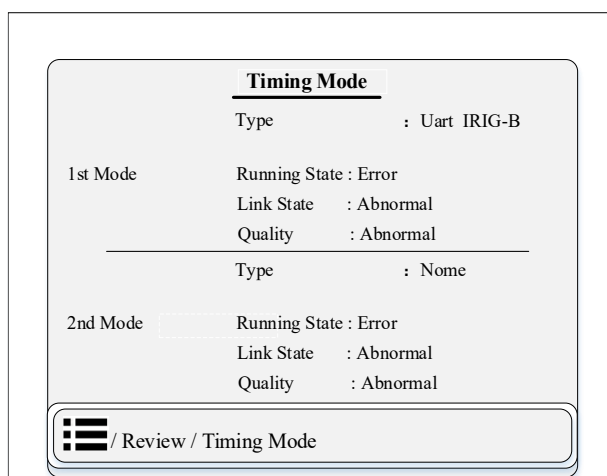 Timing Mode
Type : Uart IRIG-B
1st Mode Running State : Error
Link State : Abnormal
Quality : Abnormal
Type : Nome
2nd Mode Running State : Error
Link State : Abnormal
Quality : Abnormal
/ Review / Timing Mode